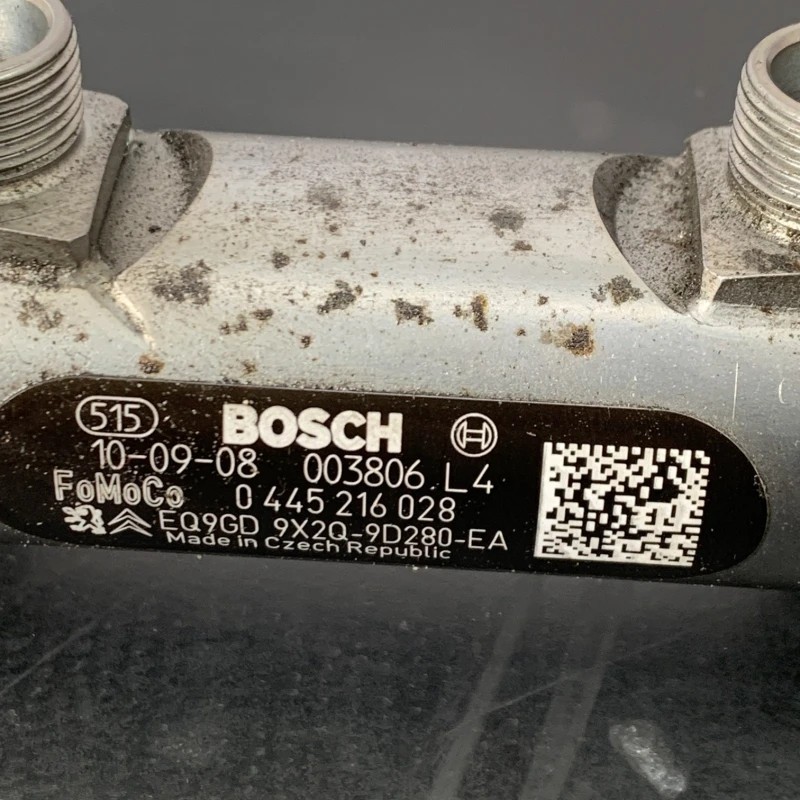 515 BOSCH
10-09-08 003806 L4
FoMoCo 0 445 216 028
EQ9GD 9X2Q-9D280-EA
Made in Czech Republic